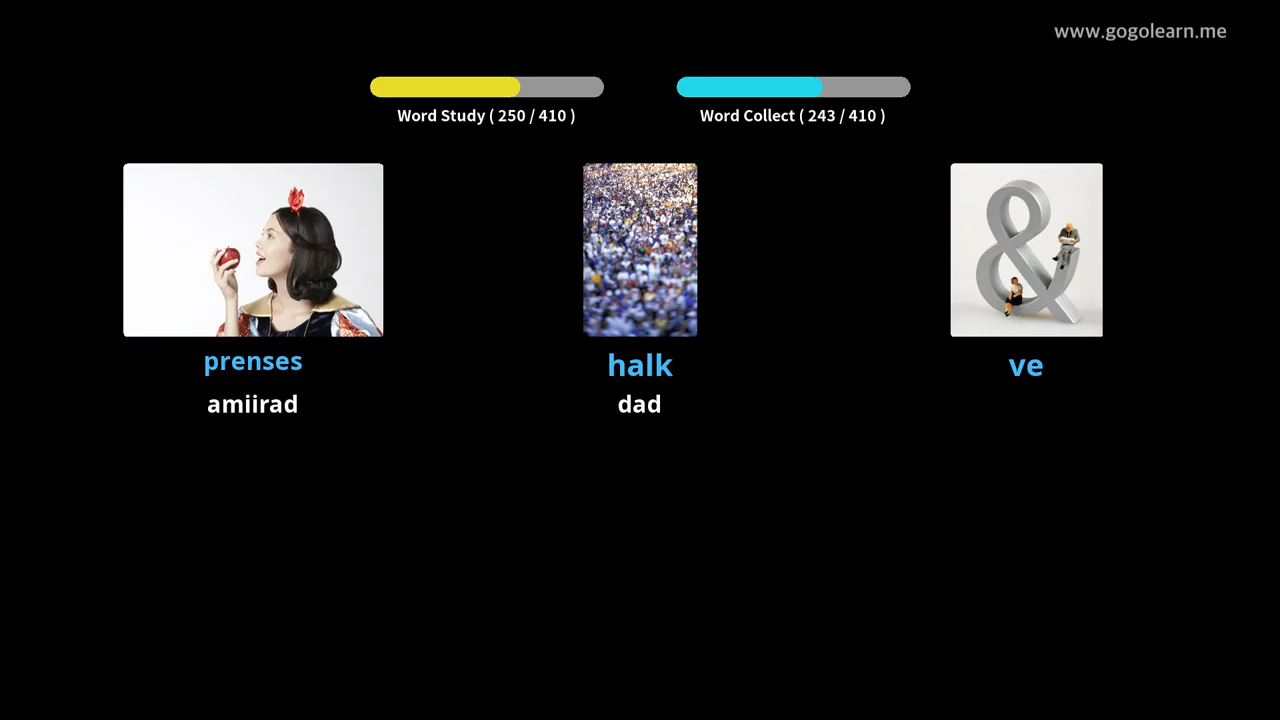 www.gogolearn.me
Word Study ( 250 / 410 )
Word Collect ( 243 / 410 )
prenses
halk
ve
amiirad
dad